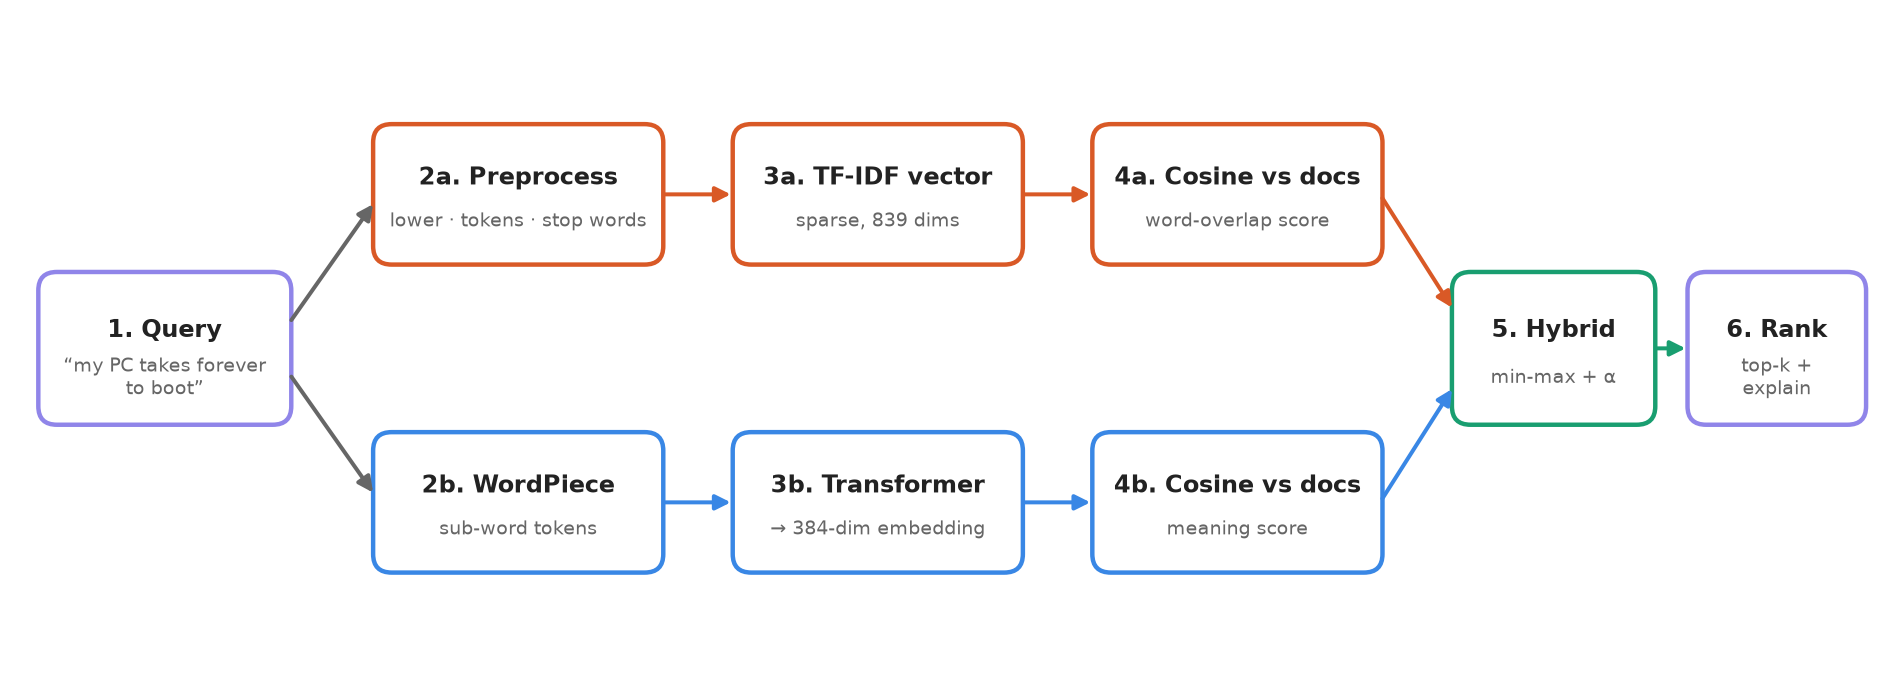 1. Query
“my PC takes forever
to boot”
2a. Preprocess
lower · tokens · stop words
3a. TF-IDF vector
sparse, 839 dims
4a. Cosine vs docs
word-overlap score
2b. WordPiece
sub-word tokens
3b. Transformer
→ 384-dim embedding
4b. Cosine vs docs
meaning score
5. Hybrid
min-max + α
6. Rank
top-k +
explain